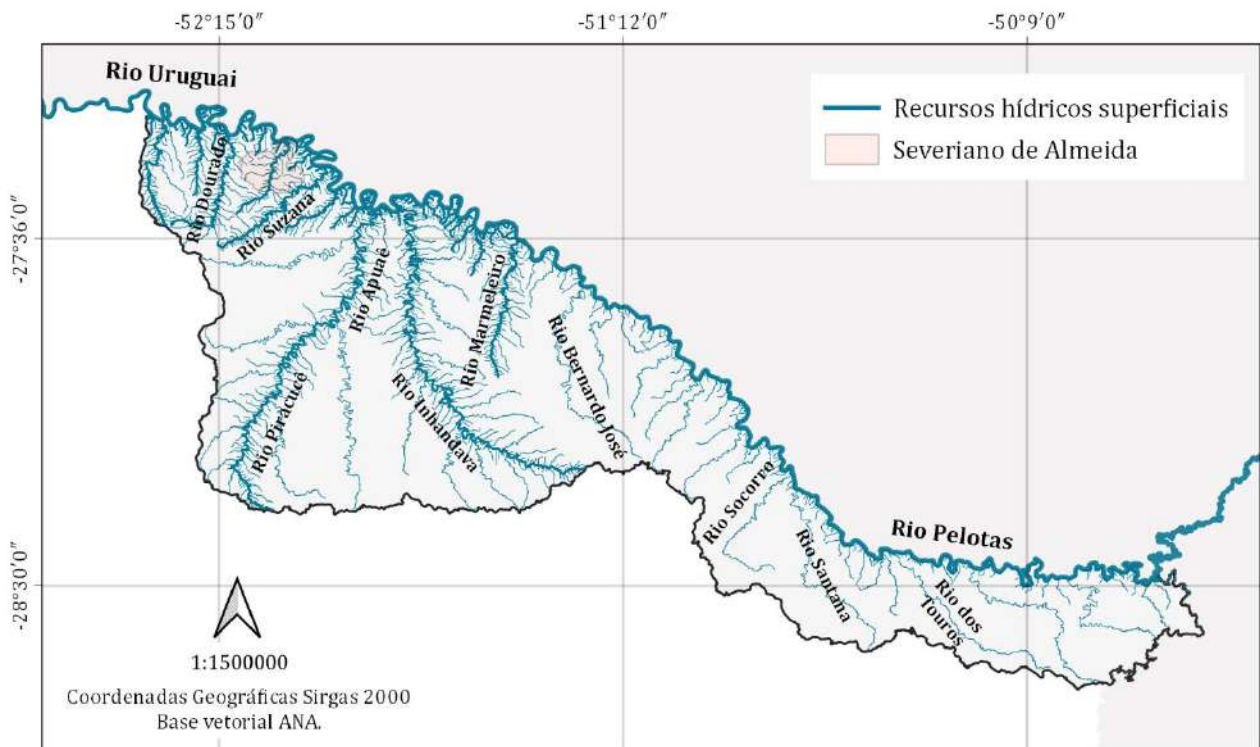 -52°15′0″
-51°12′0″
-50°9′0″
Rio Uruguai
Recursos hídricos superficiais
Severiano de Almeida
Rio Dourado
Rio Suzana
-27°36′0″
Rio Apuaê
Rio Marmeleiro
Rio Bernardo José
Rio Piracucê
Rio Inhandava
Rio Socorro
Rio Pelotas
Rio Santana
Rio dos
Touros
-28°30′0″
1:1500000
Coordenadas Geográficas Sirgas 2000
Base vetorial ANA.